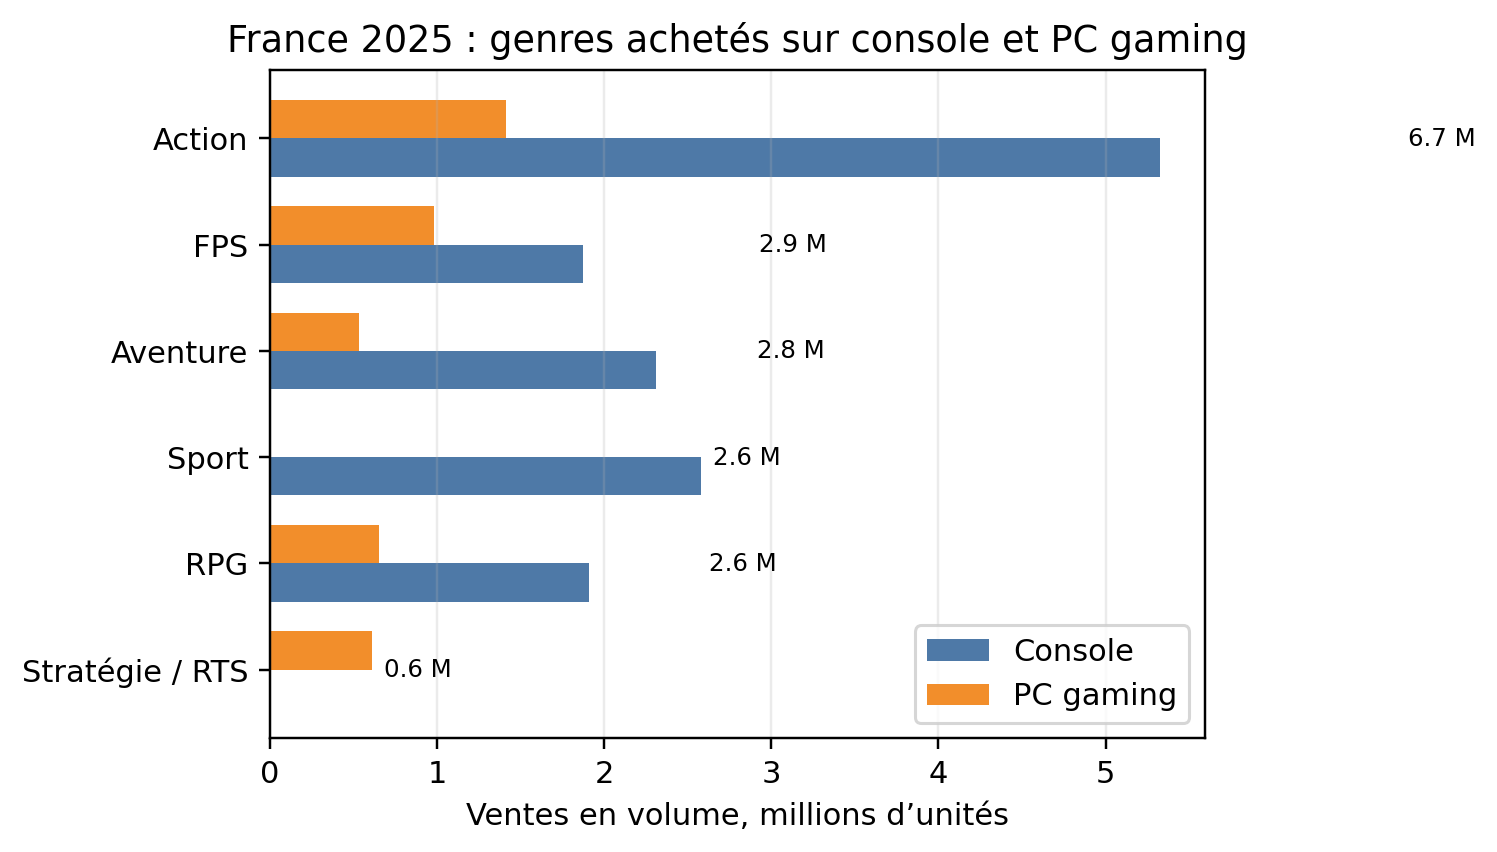 France 2025 : genres achetés sur console et PC gaming
Action
6.7 M
FPS
2.9 M
Aventure
2.8 M
Sport
2.6 M
RPG
2.6 M
Stratégie / RTS
0.6 M
Console
PC gaming
0 1 2 3 4 5
Ventes en volume, millions d’unités